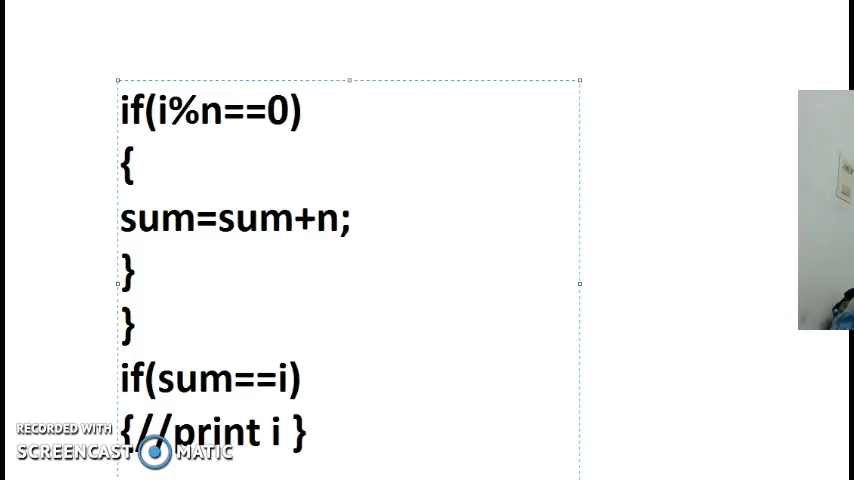 if(i%n==0)
{
sum=sum+n;
}
}
if(sum==i)
{//print i }
RECORDED WITH
SCREENCAST MATIC